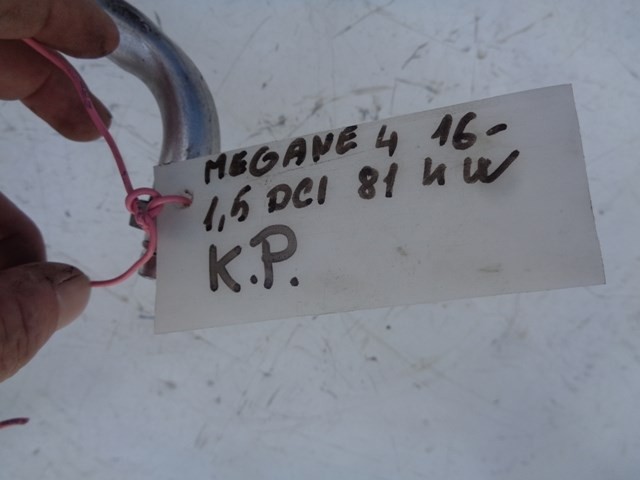 MEGANE 4 16-
1,5 DCI 81 kW
K.P.